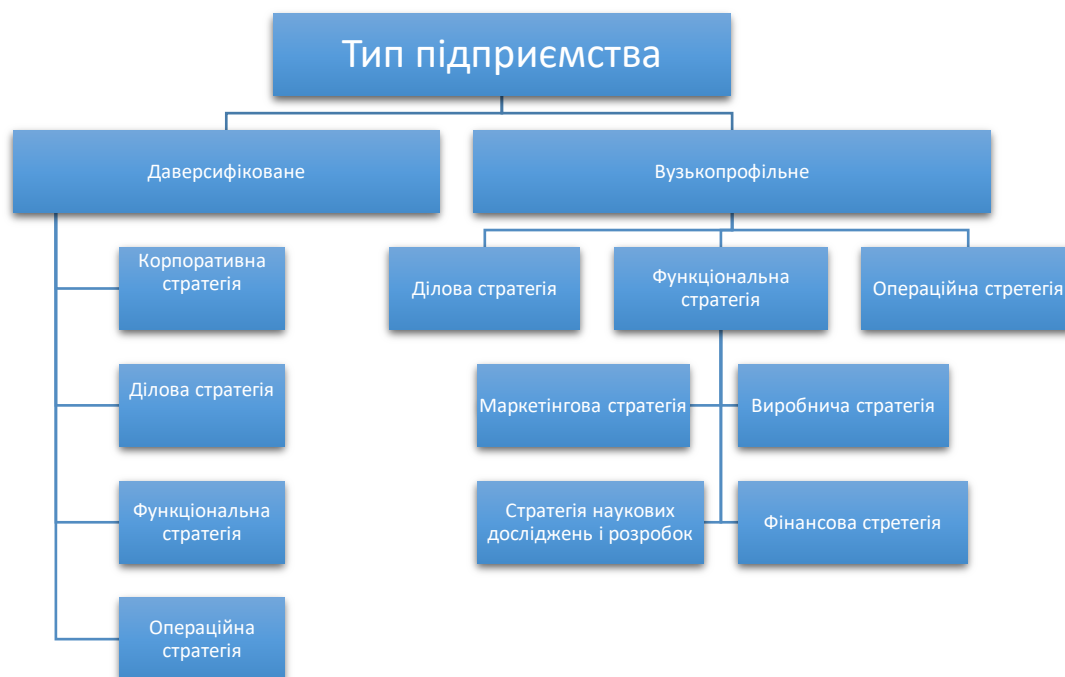 Тип підприємства
Даверсифіковане
Вузькопрофільне
Корпоративна
стратегія
Ділова стратегія
Функціональна
стратегія
Операційна
стратегія
Ділова стратегія
Функціональна
стратегія
Операційна стретегія
Маркетінгова стратегія
Виробнича стратегія
Стратегія наукових
досліджень і розробок
Фінансова стретегія